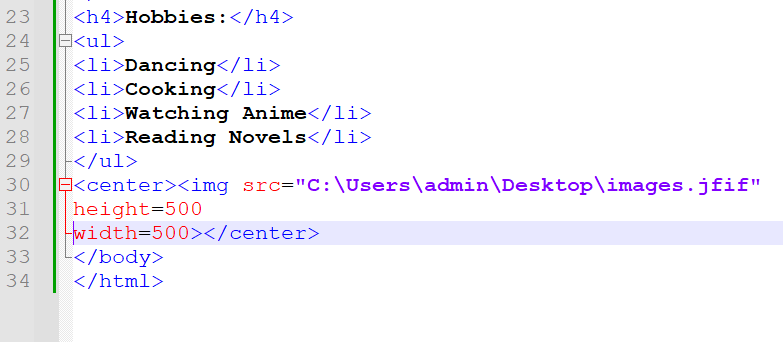 23 <h4>Hobbies:</h4>
24 <ul>
25 <li>Dancing</li>
26 <li>Cooking</li>
27 <li>Watching Anime</li>
28 <li>Reading Novels</li>
29 </ul>
30 <center><img src="C:\Users\admin\Desktop\images.jfif"
31 height=500
32 width=500></center>
33 </body>
34 </html>